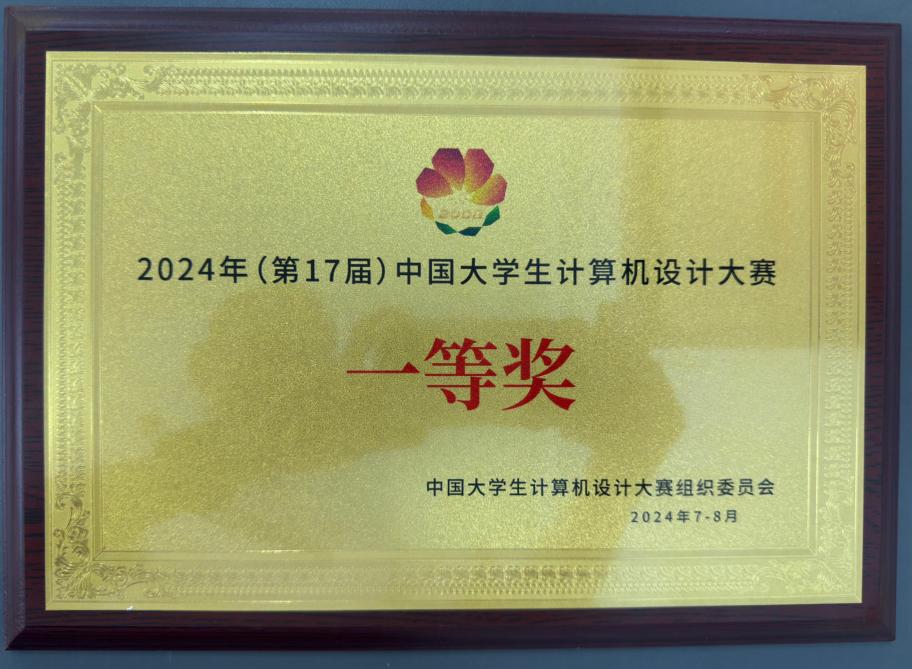 2024年（第17届）中国大学生计算机设计大赛
一等奖
中国大学生计算机设计大赛组织委员会
2024年7-8月